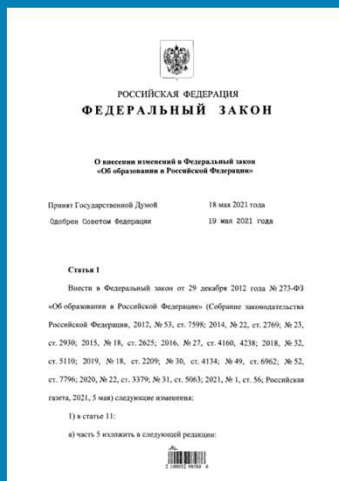 РОССИЙСКАЯ ФЕДЕРАЦИЯ
ФЕДЕРАЛЬНЫЙ ЗАКОН
О внесении изменений в Федеральный закон
«Об образовании в Российской Федерации»
Принят Государственной Думой 18 мая 2021 года
Одобрен Советом Федерации 19 мая 2021 года
Статья 1
Внести в Федеральный закон от 29 декабря 2012 года № 273-ФЗ
«Об образовании в Российской Федерации» (Собрание законодательства
Российской Федерации, 2012, № 53, ст. 7598; 2014, № 22, ст. 2769; № 23,
ст. 2930; 2015, № 18, ст. 2625; 2016, № 27, ст. 4160, 4238; 2018, № 32,
ст. 5110; 2019, № 18, ст. 2209; № 30, ст. 4134; № 49, ст. 6962; № 52,
ст. 7796; 2020, № 22, ст. 3379; № 31, ст. 5063; 2021, № 1, ст. 56; Российская
газета, 2021, 5 мая) следующие изменения:
1) в статье 11:
а) часть 5 изложить в следующей редакции: